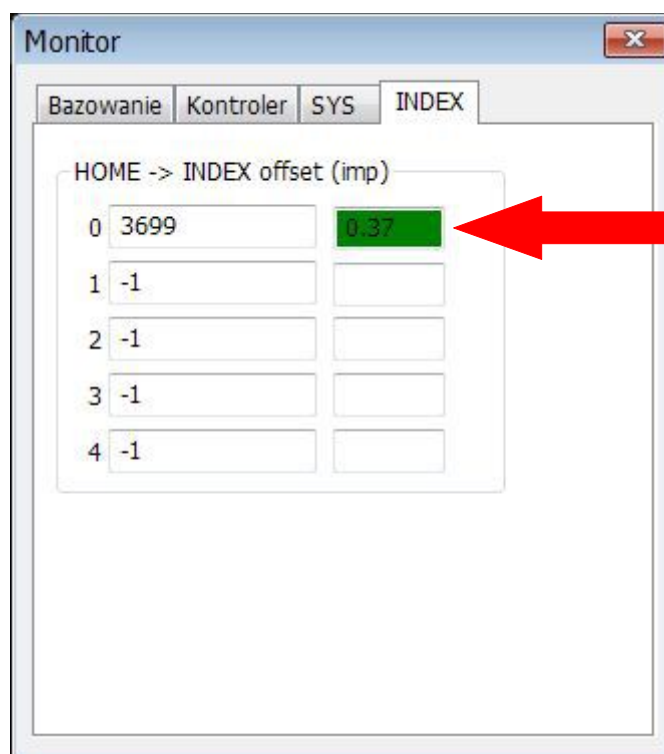 Monitor
Bazowanie Kontroler SYS INDEX
HOME -> INDEX offset (imp)
0 3699 0.37
1 -1
2 -1
3 -1
4 -1